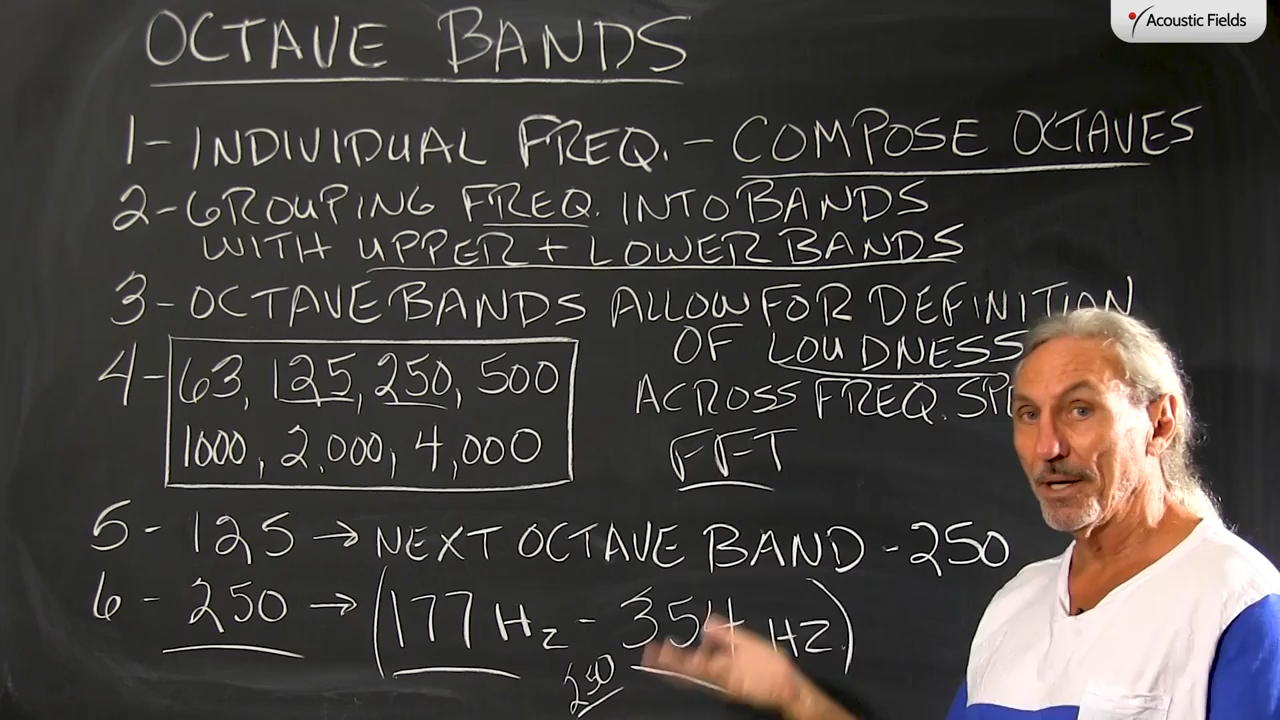 Acoustic Fields
OCTAVE BANDS
1- INDIVIDUAL FREQ. - COMPOSE OCTAVES
2- GROUPING FREQ. INTO BANDS
WITH UPPER + LOWER BANDS
3- OCTAVE BANDS ALLOW FOR DEFINITION
OF LOUDNESS
ACROSS FREQ.
FFT
4- 63, 125, 250, 500
1000, 2,000, 4,000
5- 125 → NEXT OCTAVE BAND - 250
6- 250 → (177 Hz - 354 HZ)
250